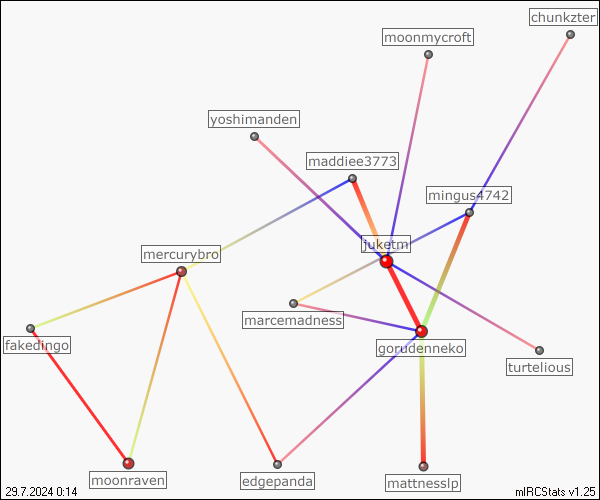 chunkzter
moonmycroft
yoshimanden
maddiee3773
mingus4742
juketm
mercurybro
marcemadness
fakedingo
gorudenneko
turtelious
moonraven
edgepanda
mattnesslp
29.7.2024 0:14
mIRCStats v1.25